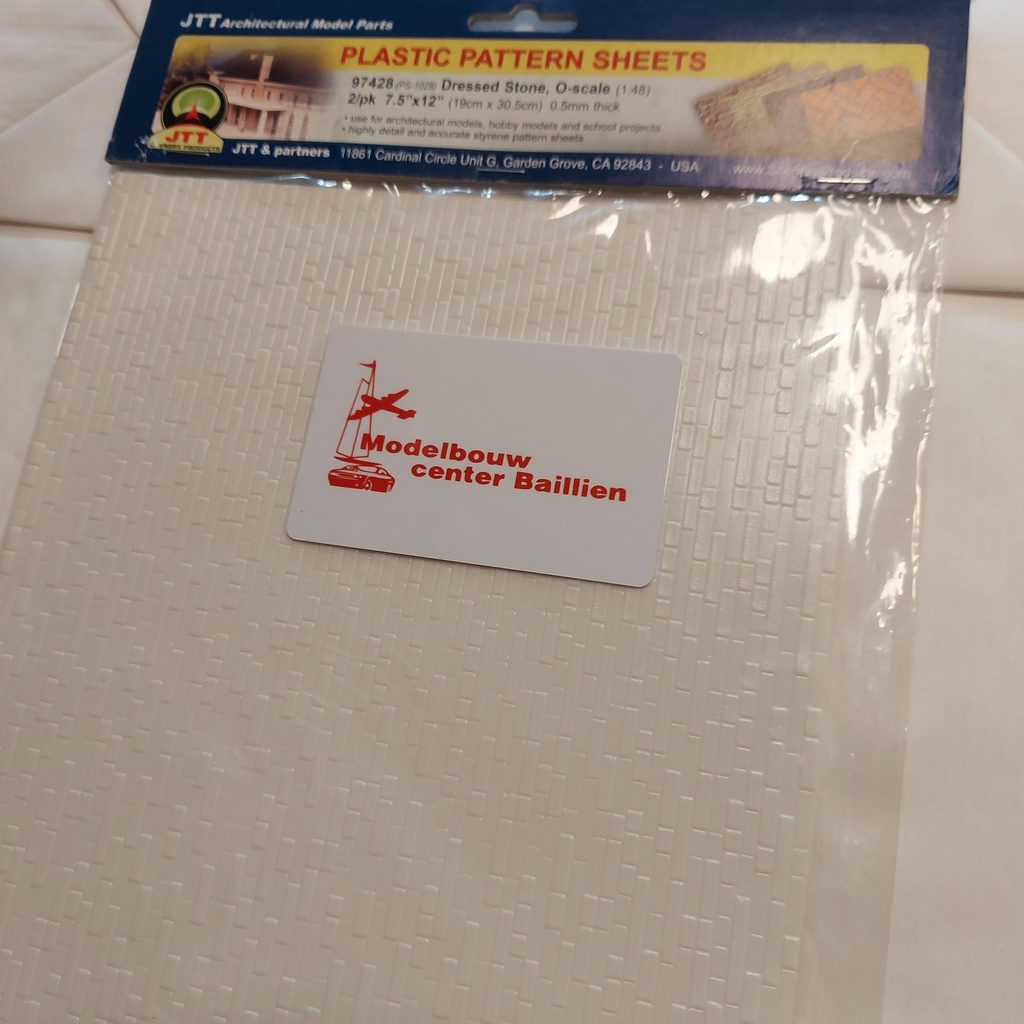 JTT Architectural Model Parts
PLASTIC PATTERN SHEETS
97428 (PS-102B) Dressed Stone, O-scale (1:48)
2/pk 7.5"x12" (19cm x 30.5cm) 0.5mm thick
• use for architectural models, hobby models and school projects
• highly detail and accurate styrene pattern sheets
JTT
SCENERY PRODUCTS
JTT & partners 11861 Cardinal Circle Unit G, Garden Grove, CA 92843 - USA
Modelbouw
center Baillien